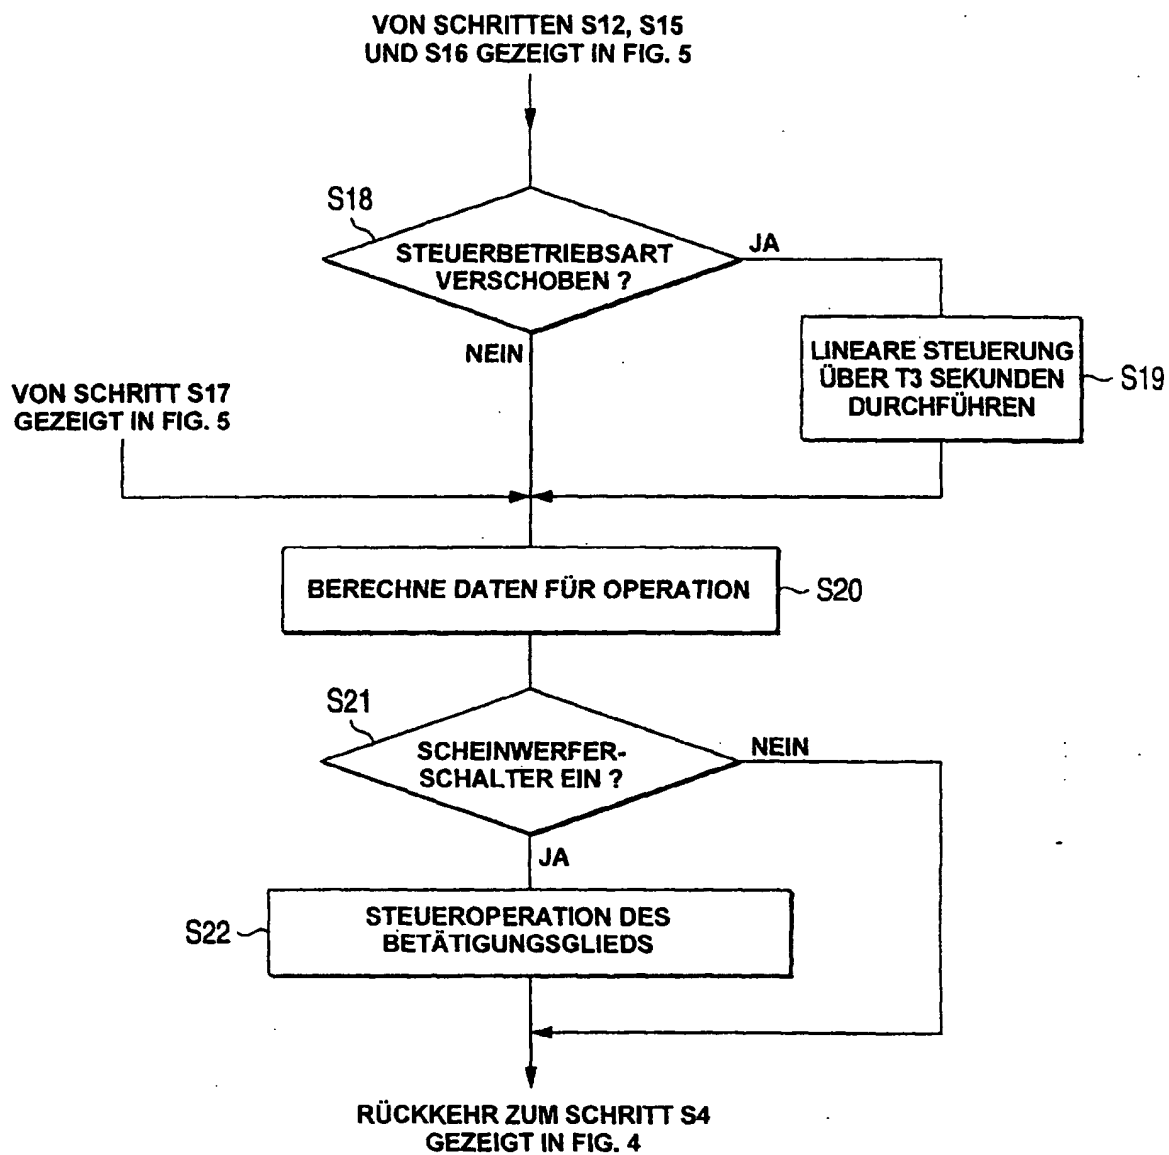 VON SCHRITTEN S12, S15
UND S16 GEZEIGT IN FIG. 5
S18
STEUERBETRIEBSART
VERSCHOBEN ?
JA
NEIN
LINEARE STEUERUNG
ÜBER T3 SEKUNDEN
DURCHFÜHREN
S19
VON SCHRITT S17
GEZEIGT IN FIG. 5
BERECHNE DATEN FÜR OPERATION
S20
S21
SCHEINWERFER-
SCHALTER EIN ?
NEIN
JA
S22
STEUEROPERATION DES
BETÄTIGUNGSGLIEDS
RÜCKKEHR ZUM SCHRITT S4
GEZEIGT IN FIG. 4